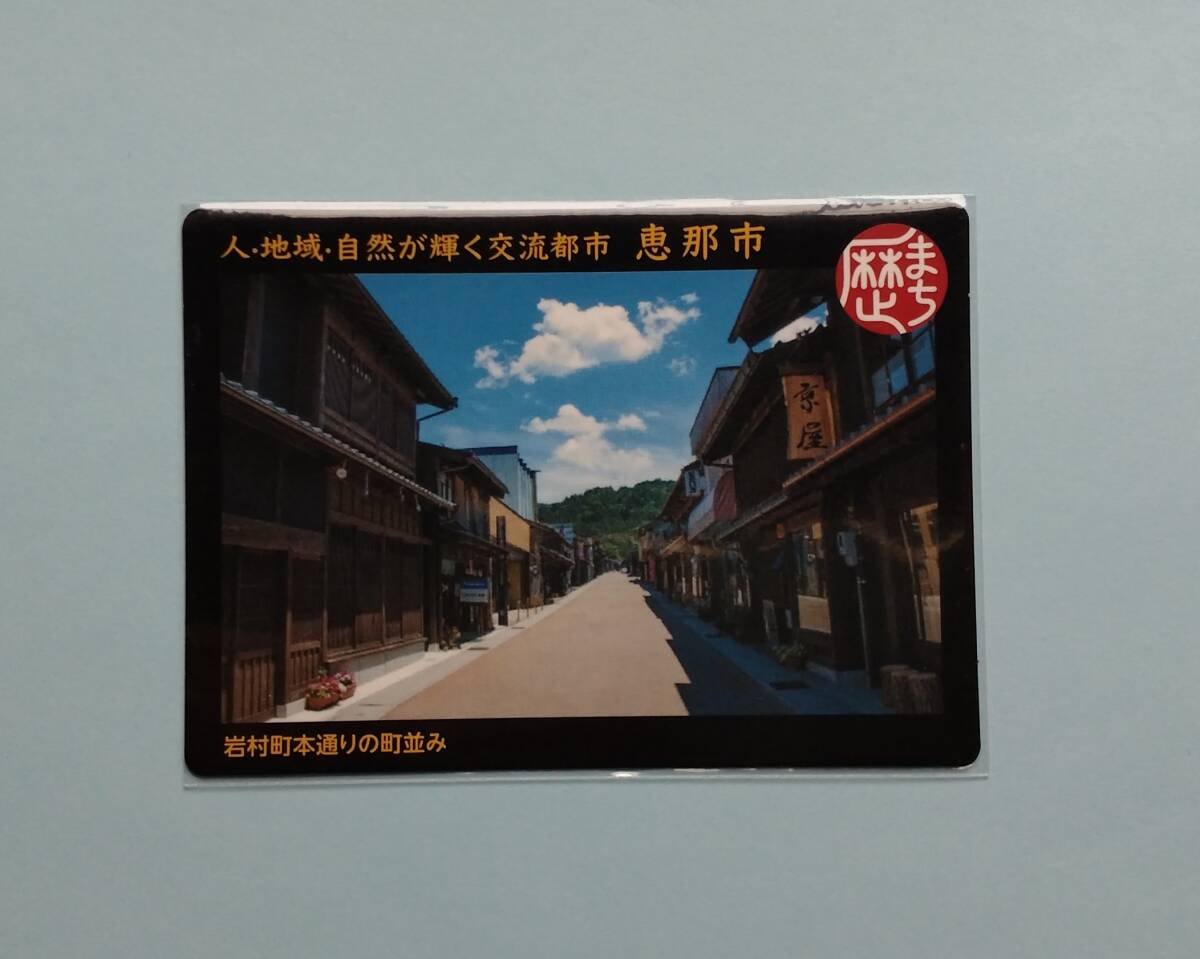 人・地域・自然が輝く交流都市 恵那市
歴まち
京屋
岩村町本通りの町並み